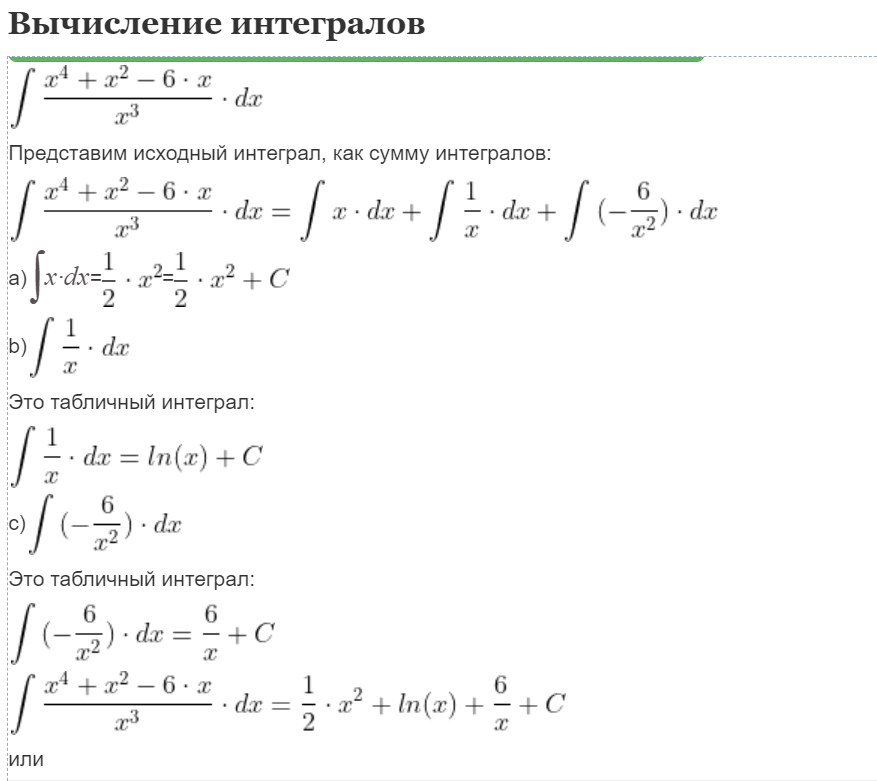 Вычисление интегралов
∫ (x⁴ + x² − 6 · x)/x³ · dx
Представим исходный интеграл, как сумму интегралов:
∫ (x⁴ + x² − 6 · x)/x³ · dx = ∫ x · dx + ∫ 1/x · dx + ∫ (−6/x²) · dx
a) ∫x·dx=1/2 · x²=1/2 · x² + C
b) ∫ 1/x · dx
Это табличный интеграл:
∫ 1/x · dx = ln(x) + C
c) ∫ (−6/x²) · dx
Это табличный интеграл:
∫ (−6/x²) · dx = 6/x + C
∫ (x⁴ + x² − 6 · x)/x³ · dx = 1/2 · x² + ln(x) + 6/x + C
или